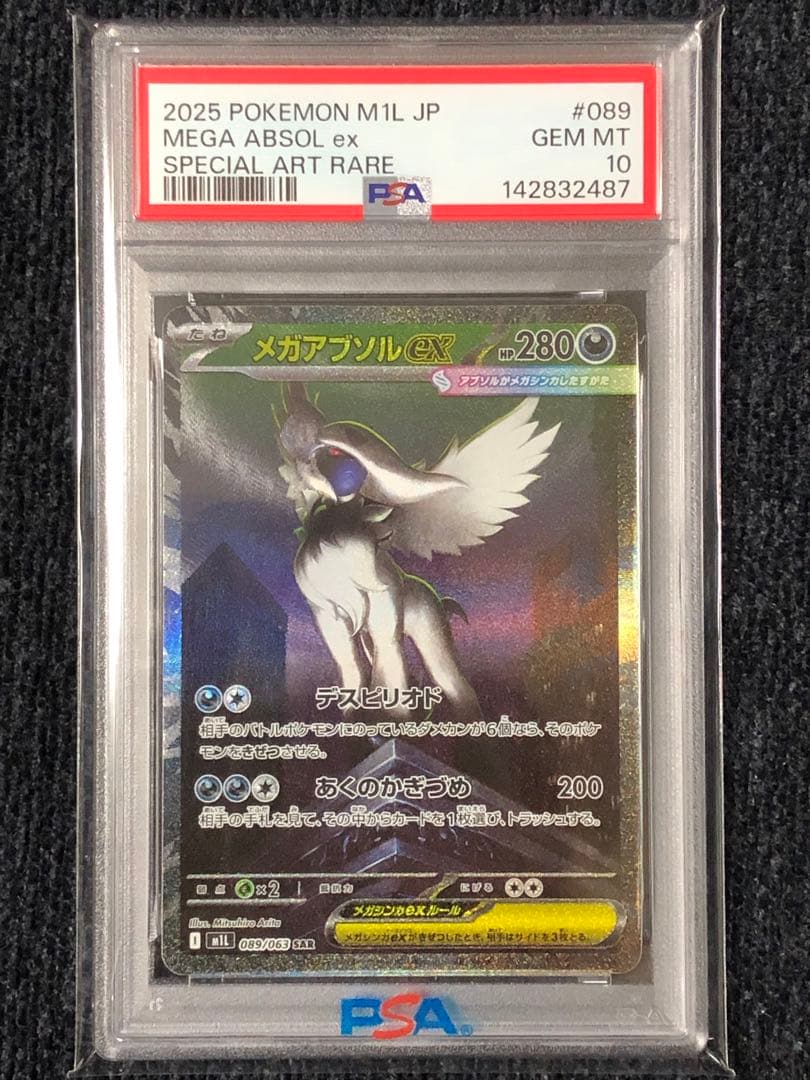 2025 POKEMON M1L JP #089
MEGA ABSOL ex GEM MT
SPECIAL ART RARE 10
PSA 142832487
たね
メガアブソルex HP280
アブソルがメガシンカしたすがた
デスピリオド
相手のバトルポケモンにのっているダメカンが6個なら、そのポケ
モンをきぜつさせる。
あくのかぎづめ 200
相手の手札を見て、その中からカードを1枚選び、トラッシュする。
弱点 ×2 抵抗力 にげる
Illus. Mitsuhiro Arita
メガシンカexルール
I m1L 089/063 SAR
メガシンカexがきぜつしたとき、相手はサイドを3枚とる。
PSA